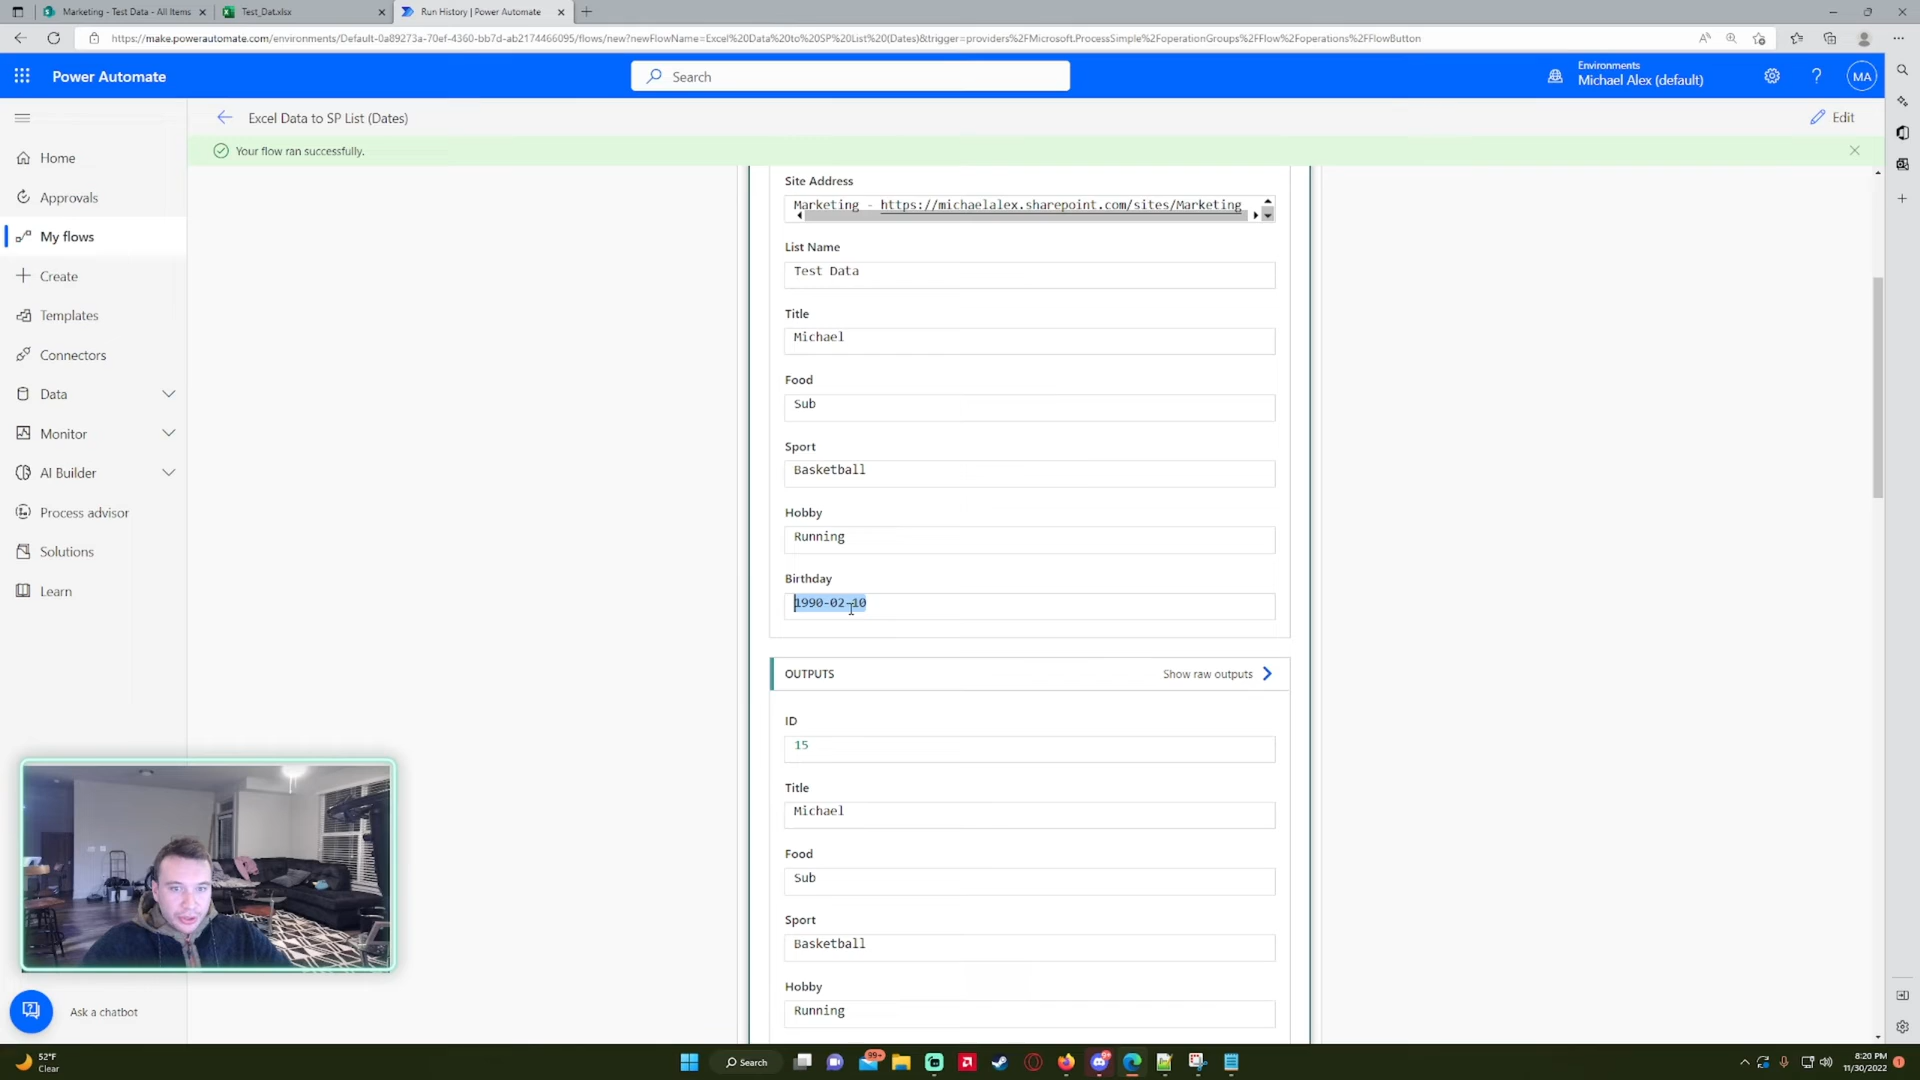 Marketing - Test Data - All Items
Test_Dat.xlsx
Run History | Power Automate
https://make.powerautomate.com/environments/Default-0a89273a-70ef-4360-bb7d-ab2174466095/flows/new?newFlowName=Excel%20Data%20to%20SP%20List%20(Dates)&trigger=providers%2FMicrosoft.ProcessSimple%2FoperationGroups%2FFlow%2Foperations%2FFlowButton
Power Automate
Search
Environments
Michael Alex (default)
MA
Excel Data to SP List (Dates)
Edit
Your flow ran successfully.
Home
Approvals
My flows
Create
Templates
Connectors
Data
Monitor
AI Builder
Process advisor
Solutions
Learn
Ask a chatbot
Site Address
Marketing - https://michaelalex.sharepoint.com/sites/Marketing
List Name
Test Data
Title
Michael
Food
Sub
Sport
Basketball
Hobby
Running
Birthday
1990-02-10
OUTPUTS
Show raw outputs
ID
15
Title
Michael
Food
Sub
Sport
Basketball
Hobby
Running
52°F
Clear
Search
99+
8:20 PM
11/30/2022
1